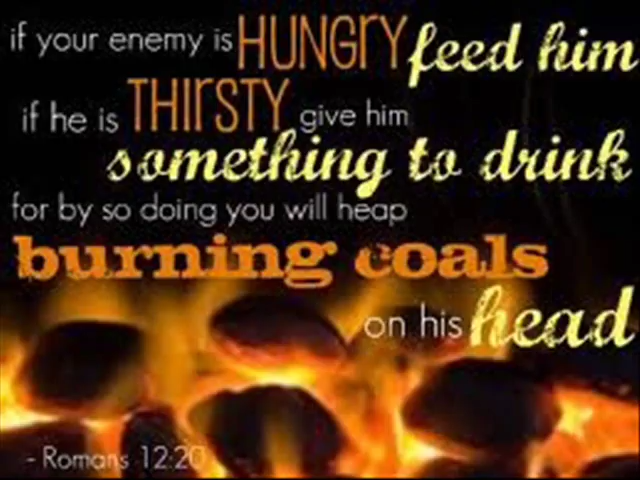 if your enemy is HUNGRY feed him
if he is THIRSTY give him
something to drink
for by so doing you will heap
burning coals
on his head
- Romans 12:20